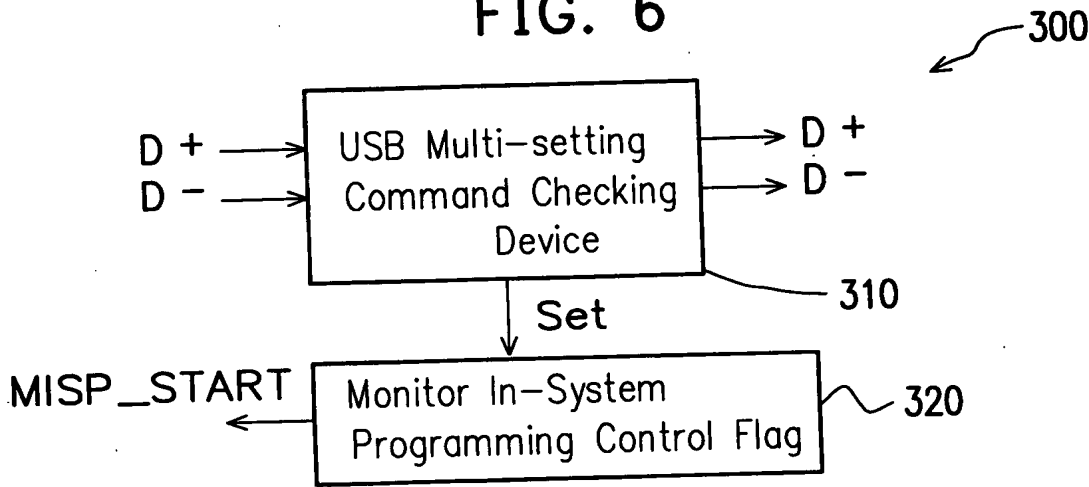 FIG. 6
300
D + D +
D - D -
USB Multi-setting
Command Checking
Device
310
Set
MISP_START
Monitor In-System
Programming Control Flag
320